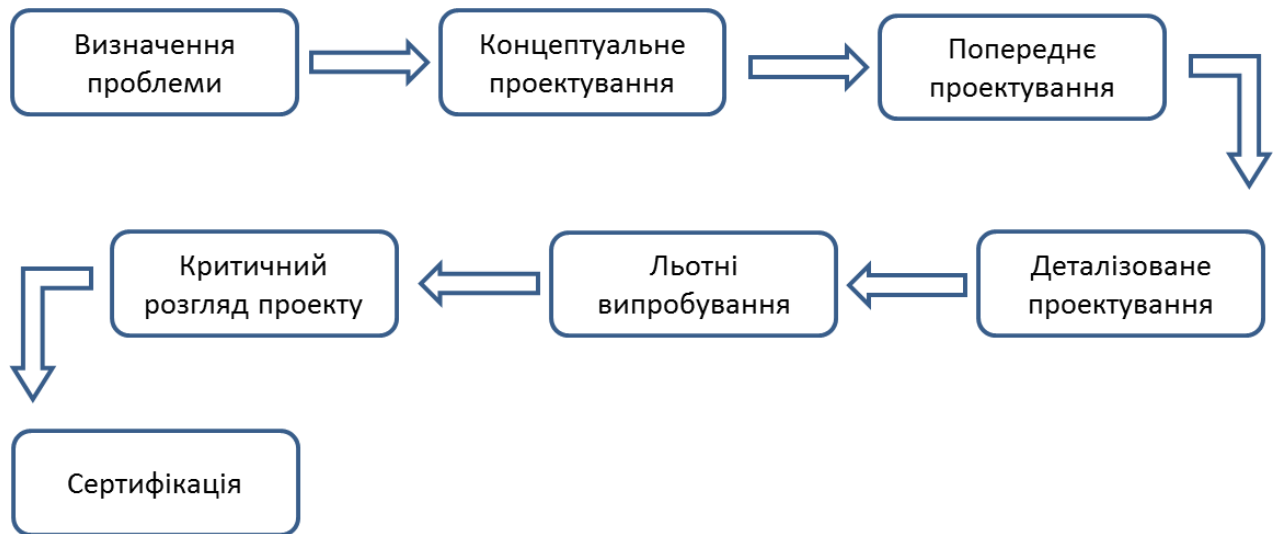 Визначення
проблеми
Концептуальне
проектування
Попереднє
проектування
Деталізоване
проектування
Льотні
випробування
Критичний
розгляд проекту
Сертифікація